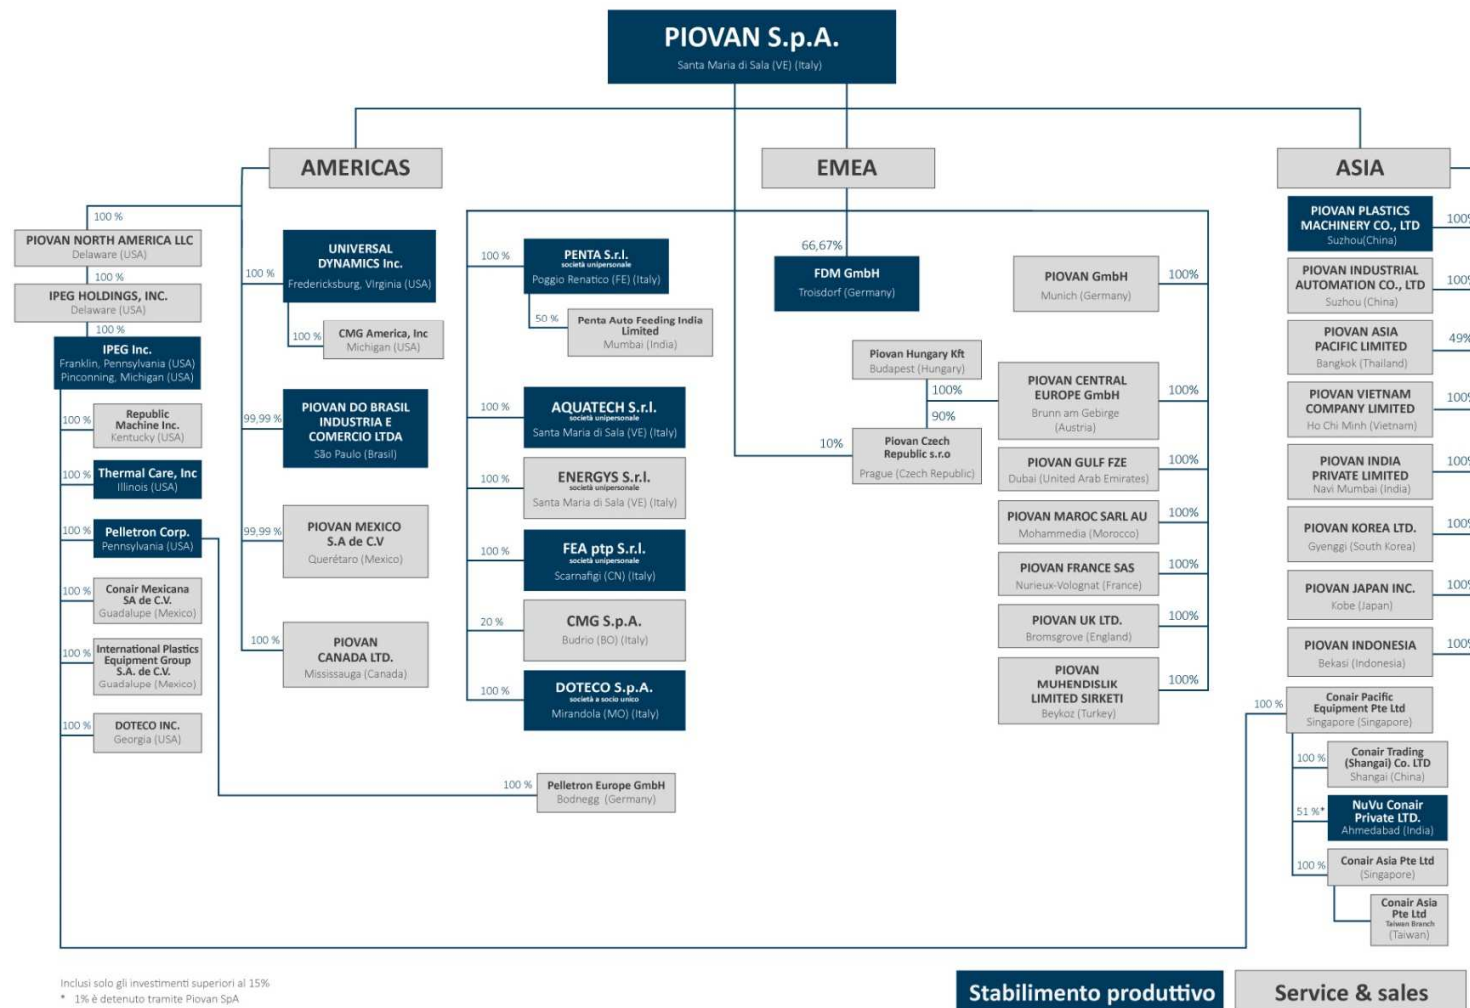 PIOVAN S.p.A.
Santa Maria di Sala (VE) (Italy)
AMERICAS
EMEA
ASIA
100 %
PIOVAN NORTH AMERICA LLC
Delaware (USA)
100 %
IPEG HOLDINGS, INC.
Delaware (USA)
100 %
IPEG Inc.
Franklin, Pennsylvania (USA)
Pinconning, Michigan (USA)
100 %
Republic
Machine Inc.
Kentucky (USA)
100 %
Thermal Care, Inc
Illinois (USA)
100 %
Pelletron Corp.
Pennsylvania (USA)
100 %
Conair Mexicana
SA de C.V.
Guadalupe (Mexico)
100 %
International Plastics
Equipment Group
S.A. de C.V.
Guadalupe (Mexico)
100 %
DOTECO INC.
Georgia (USA)
100 %
UNIVERSAL
DYNAMICS Inc.
Fredericksburg, VIrginia (USA)
100 %
CMG America, Inc
Michigan (USA)
99,99 %
PIOVAN DO BRASIL
INDUSTRIA E
COMERCIO LTDA
São Paulo (Brasil)
99,99 %
PIOVAN MEXICO
S.A de C.V
Querétaro (Mexico)
100 %
PIOVAN
CANADA LTD.
Mississauga (Canada)
100 %
PENTA S.r.l.
società unipersonale
Poggio Renatico (FE) (Italy)
50 %
Penta Auto Feeding India
Limited
Mumbai (India)
100 %
AQUATECH S.r.l.
società unipersonale
Santa Maria di Sala (VE) (Italy)
100 %
ENERGYS S.r.l.
società unipersonale
Santa Maria di Sala (VE) (Italy)
100 %
FEA ptp S.r.l.
società unipersonale
Scarnafigi (CN) (Italy)
20 %
CMG S.p.A.
Budrio (BO) (Italy)
100 %
DOTECO S.p.A.
società a socio unico
Mirandola (MO) (Italy)
100 %
Pelletron Europe GmbH
Bodnegg (Germany)
66,67%
FDM GmbH
Troisdorf (Germany)
Piovan Hungary Kft
Budapest (Hungary)
100%
90%
10%
Piovan Czech
Republic s.r.o
Prague (Czech Republic)
PIOVAN GmbH
Munich (Germany)
100%
PIOVAN CENTRAL
EUROPE GmbH
Brunn am Gebirge
(Austria)
100%
PIOVAN GULF FZE
Dubai (United Arab Emirates)
100%
PIOVAN MAROC SARL AU
Mohammedia (Morocco)
100%
PIOVAN FRANCE SAS
Nurieux-Volognat (France)
100%
PIOVAN UK LTD.
Bromsgrove (England)
100%
PIOVAN
MUHENDISLIK
LIMITED SIRKETI
Beykoz (Turkey)
100%
PIOVAN PLASTICS
MACHINERY CO., LTD
Suzhou(China)
100%
PIOVAN INDUSTRIAL
AUTOMATION CO., LTD
Suzhou (China)
100%
PIOVAN ASIA
PACIFIC LIMITED
Bangkok (Thailand)
49%
PIOVAN VIETNAM
COMPANY LIMITED
Ho Chi Minh (Vietnam)
100%
PIOVAN INDIA
PRIVATE LIMITED
Navi Mumbai (India)
100%
PIOVAN KOREA LTD.
Gyenggi (South Korea)
100%
PIOVAN JAPAN INC.
Kobe (Japan)
100%
PIOVAN INDONESIA
Bekasi (Indonesia)
100%
100 %
Conair Pacific
Equipment Pte Ltd
Singapore (Singapore)
100 %
Conair Trading
(Shangai) Co. LTD
Shangai (China)
51 %*
NuVu Conair
Private LTD.
Ahmedabad (India)
100 %
Conair Asia Pte Ltd
(Singapore)
Conair Asia
Pte Ltd
Taiwan Branch
(Taiwan)
Inclusi solo gli investimenti superiori al 15%
* 1% è detenuto tramite Piovan SpA
Stabilimento produttivo
Service & sales